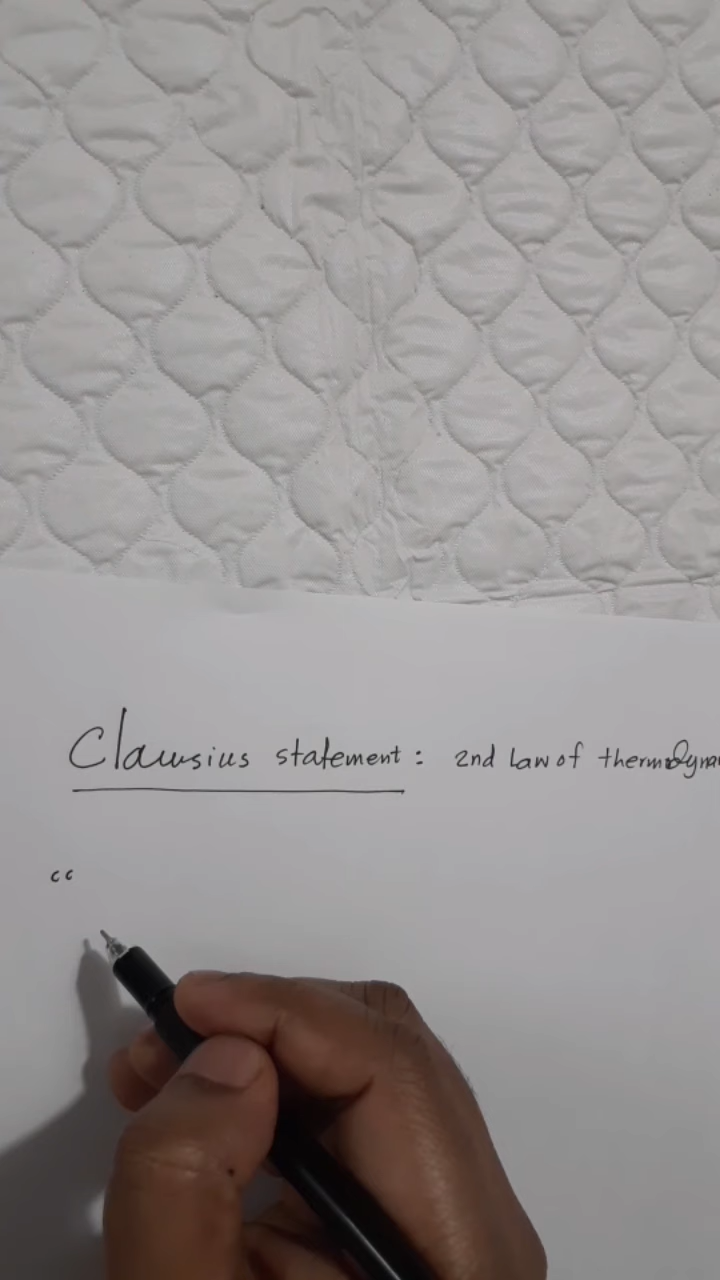 Clausius statement : 2nd Law of thermodyna
“